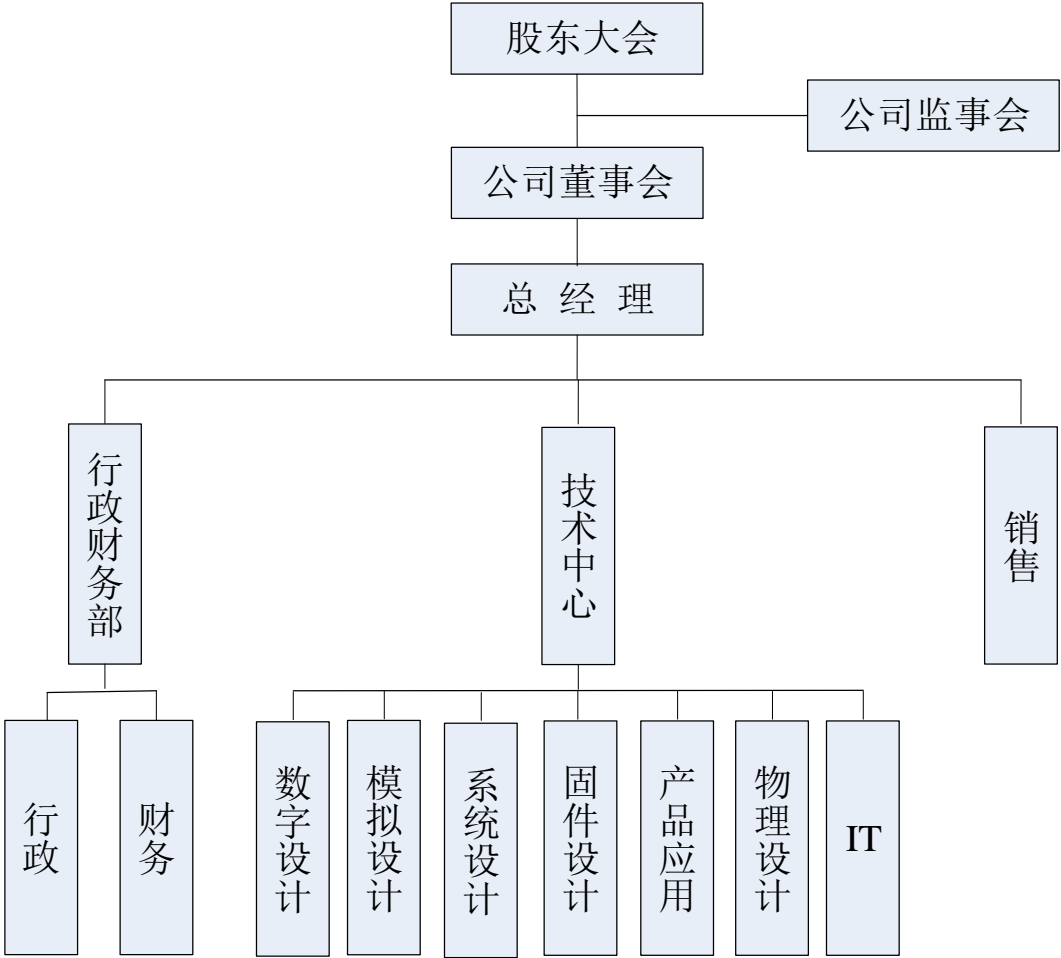 股东大会
公司监事会
公司董事会
总 经 理
行政财务部
技术中心
销售
行政
财务
数字设计
模拟设计
系统设计
固件设计
产品应用
物理设计
IT